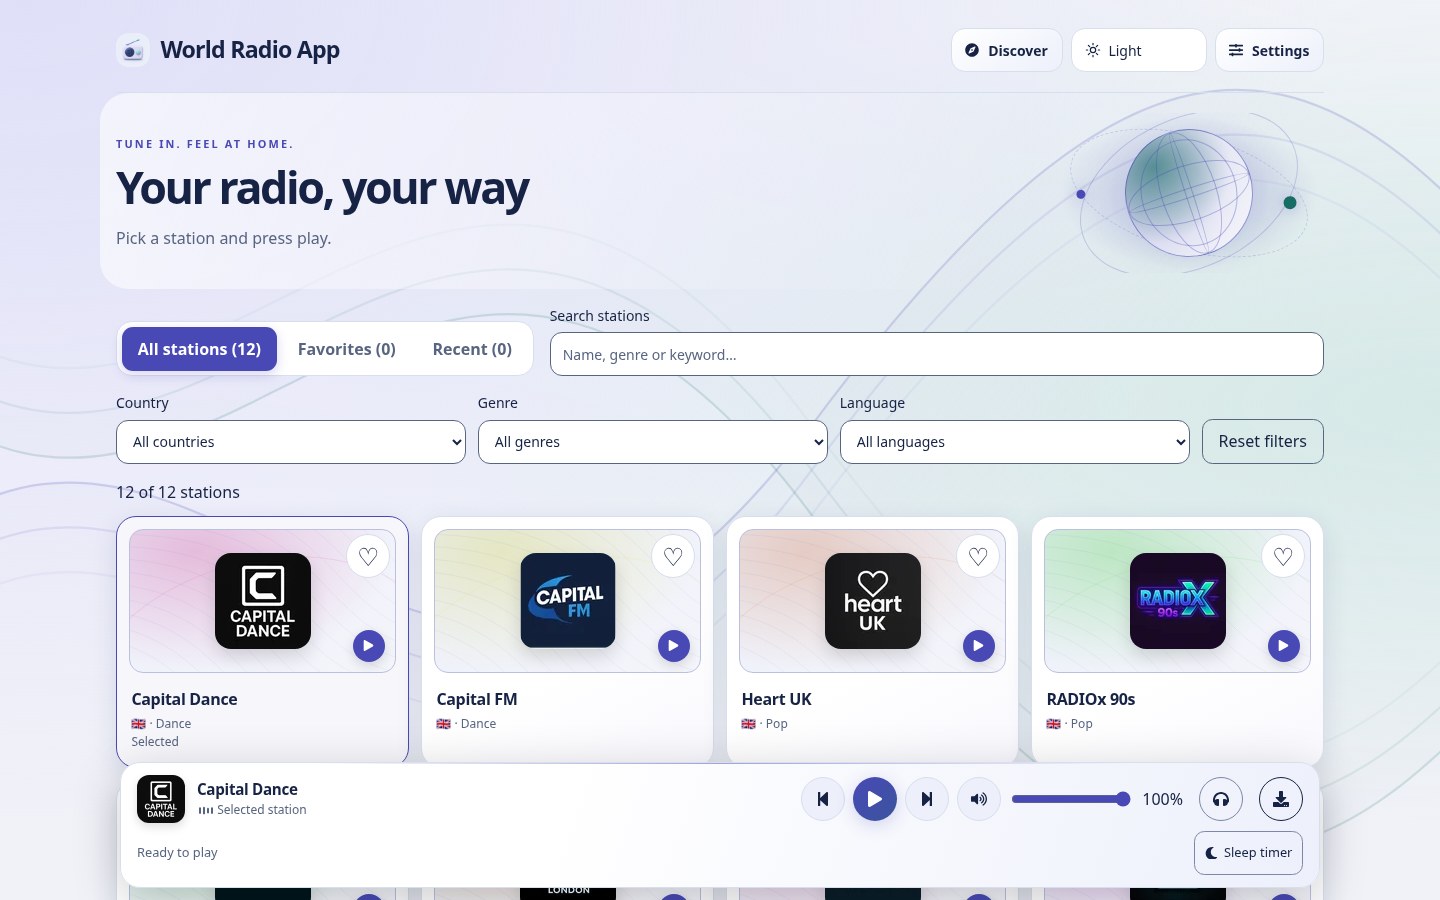 World Radio App
Discover
Light
Settings
TUNE IN. FEEL AT HOME.
Your radio, your way
Pick a station and press play.
All stations (12)
Favorites (0)
Recent (0)
Search stations
Name, genre or keyword...
Country
Genre
Language
All countries
All genres
All languages
Reset filters
12 of 12 stations
CAPITAL
DANCE
CAPITAL
FM
heart
UK
RADIOX
90s
Capital Dance
· Dance
Selected
Capital FM
· Dance
Heart UK
· Pop
RADIOx 90s
· Pop
CAPITAL
DANCE
Capital Dance
Selected station
100%
Ready to play
Sleep timer
LONDON